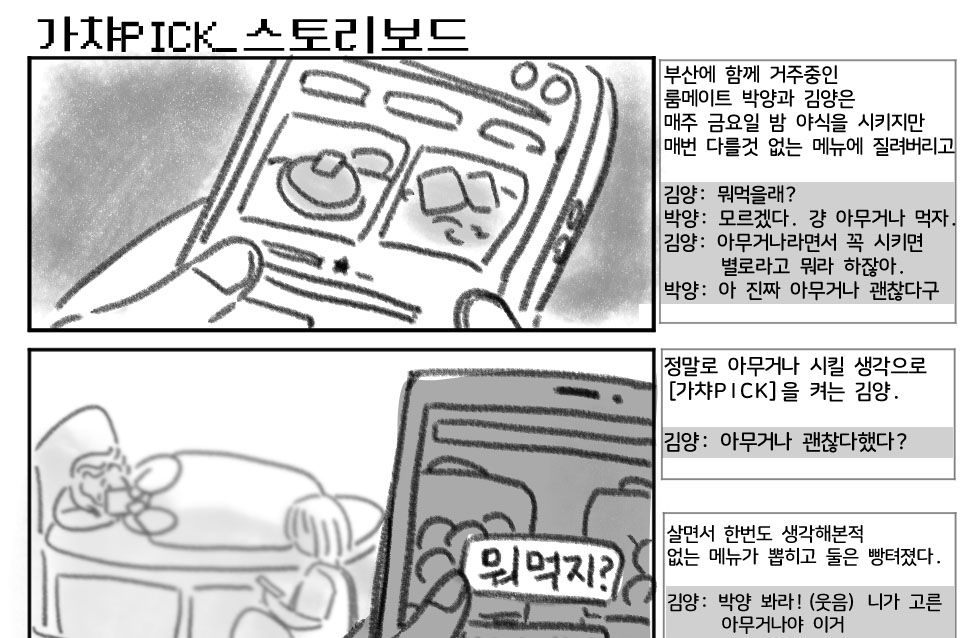 가챠PICK_스토리보드
부산에 함께 거주중인
룸메이트 박양과 김양은
매주 금요일 밤 야식을 시키지만
매번 다를것 없는 메뉴에 질려버리고
김양: 뭐먹을래?
박양: 모르겠다. 걍 아무거나 먹자.
김양: 아무거나라면서 꼭 시키면
별로라고 뭐라 하잖아.
박양: 아 진짜 아무거나 괜찮다구
정말로 아무거나 시킬 생각으로
[가챠PICK]을 켜는 김양.
김양: 아무거나 괜찮다했다?
뭐 먹지?
살면서 한번도 생각해본적
없는 메뉴가 뽑히고 둘은 빵텨졌다.
김양: 박양 봐라!(웃음) 니가 고른
아무거나야 이거